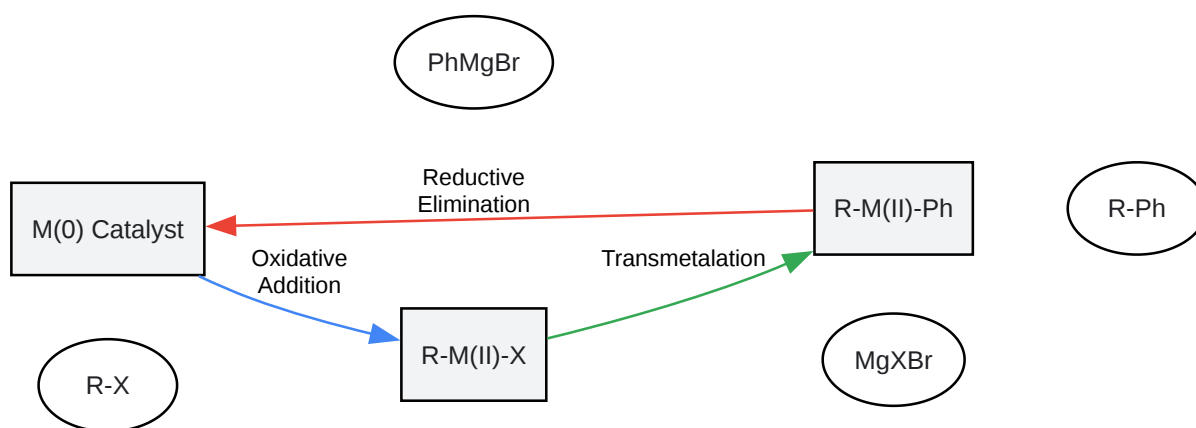 PhMgBr
Reductive
Elimination
R-M(II)-Ph
R-Ph
M(0) Catalyst
Oxidative
Addition
Transmetalation
R-M(II)-X
MgXBr
R-X